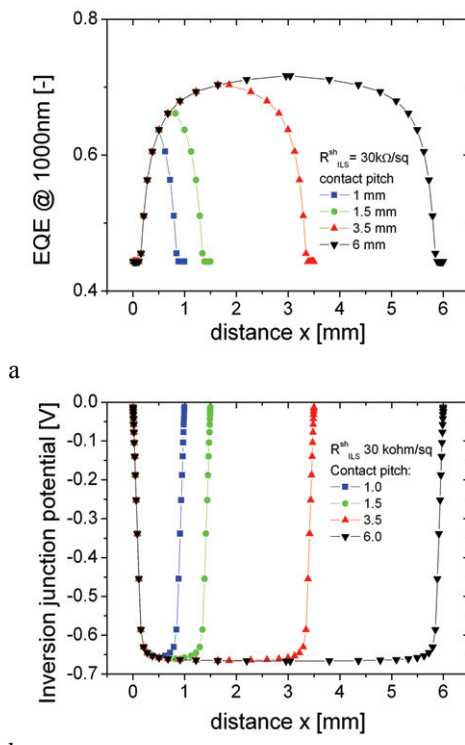 EQE @ 1000nm [-]
0.8
0.6
0.4
R^sh_ILS = 30kΩ/sq
contact pitch
1 mm
1.5 mm
3.5 mm
6 mm
0 1 2 3 4 5 6
distance x [mm]
a
Inversion junction potential [V]
0.0
-0.1
-0.2
-0.3
-0.4
-0.5
-0.6
-0.7
R^sh_ILS 30 kohm/sq
Contact pitch:
1.0
1.5
3.5
6.0
0 1 2 3 4 5 6
distance x [mm]